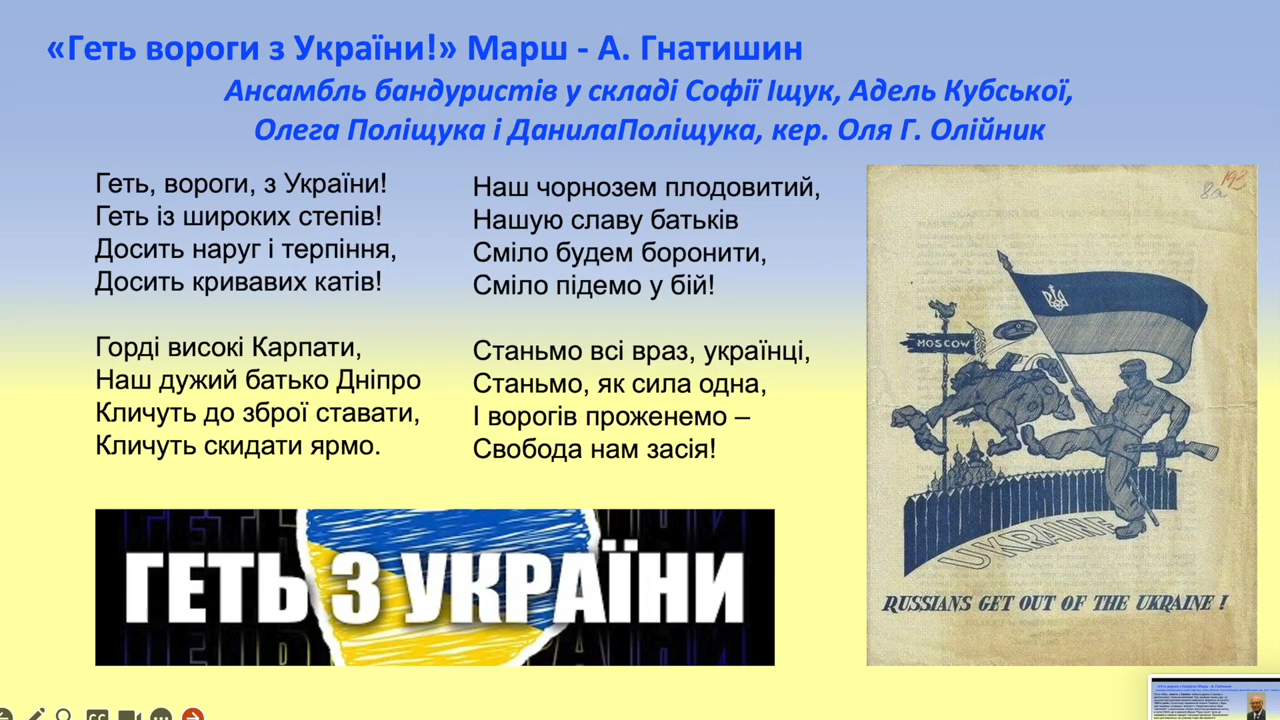 «Геть вороги з України!» Марш - А. Гнатишин
Ансамбль бандуристів у складі Софії Іщук, Адель Кубської,
Олега Поліщука і ДанилаПоліщука, кер. Оля Г. Олійник
Геть, вороги, з України!
Геть із широких степів!
Досить наруг і терпіння,
Досить кривавих катів!
Горді високі Карпати,
Наш дужий батько Дніпро
Кличуть до зброї ставати,
Кличуть скидати ярмо.
Наш чорнозем плодовитий,
Нашую славу батьків
Сміло будем боронити,
Сміло підемо у бій!
Станьмо всі враз, українці,
Станьмо, як сила одна,
І ворогів проженемо –
Свобода нам засія!
ГЕТЬ З УКРАЇНИ
MOSCOW
UKRAINE
RUSSIANS GET OUT OF THE UKRAINE !
CC